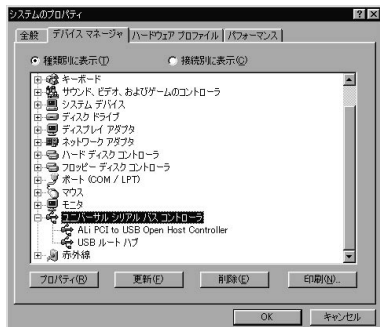 システムのプロパティ
全般 デバイス マネージャ ハードウェア プロファイル パフォーマンス
種類別に表示(T) 接続別に表示(C)
キーボード
サウンド、ビデオ、およびゲームのコントローラ
システム デバイス
ディスク ドライブ
ディスプレイ アダプタ
ネットワーク アダプタ
ハード ディスク コントローラ
フロッピー ディスク コントローラ
ポート (COM / LPT)
マウス
モニタ
ユニバーサル シリアル バス コントローラ
ALi PCI to USB Open Host Controller
USB ルート ハブ
赤外線
プロパティ(R) 更新(F) 削除(E) 印刷(N)...
OK キャンセル